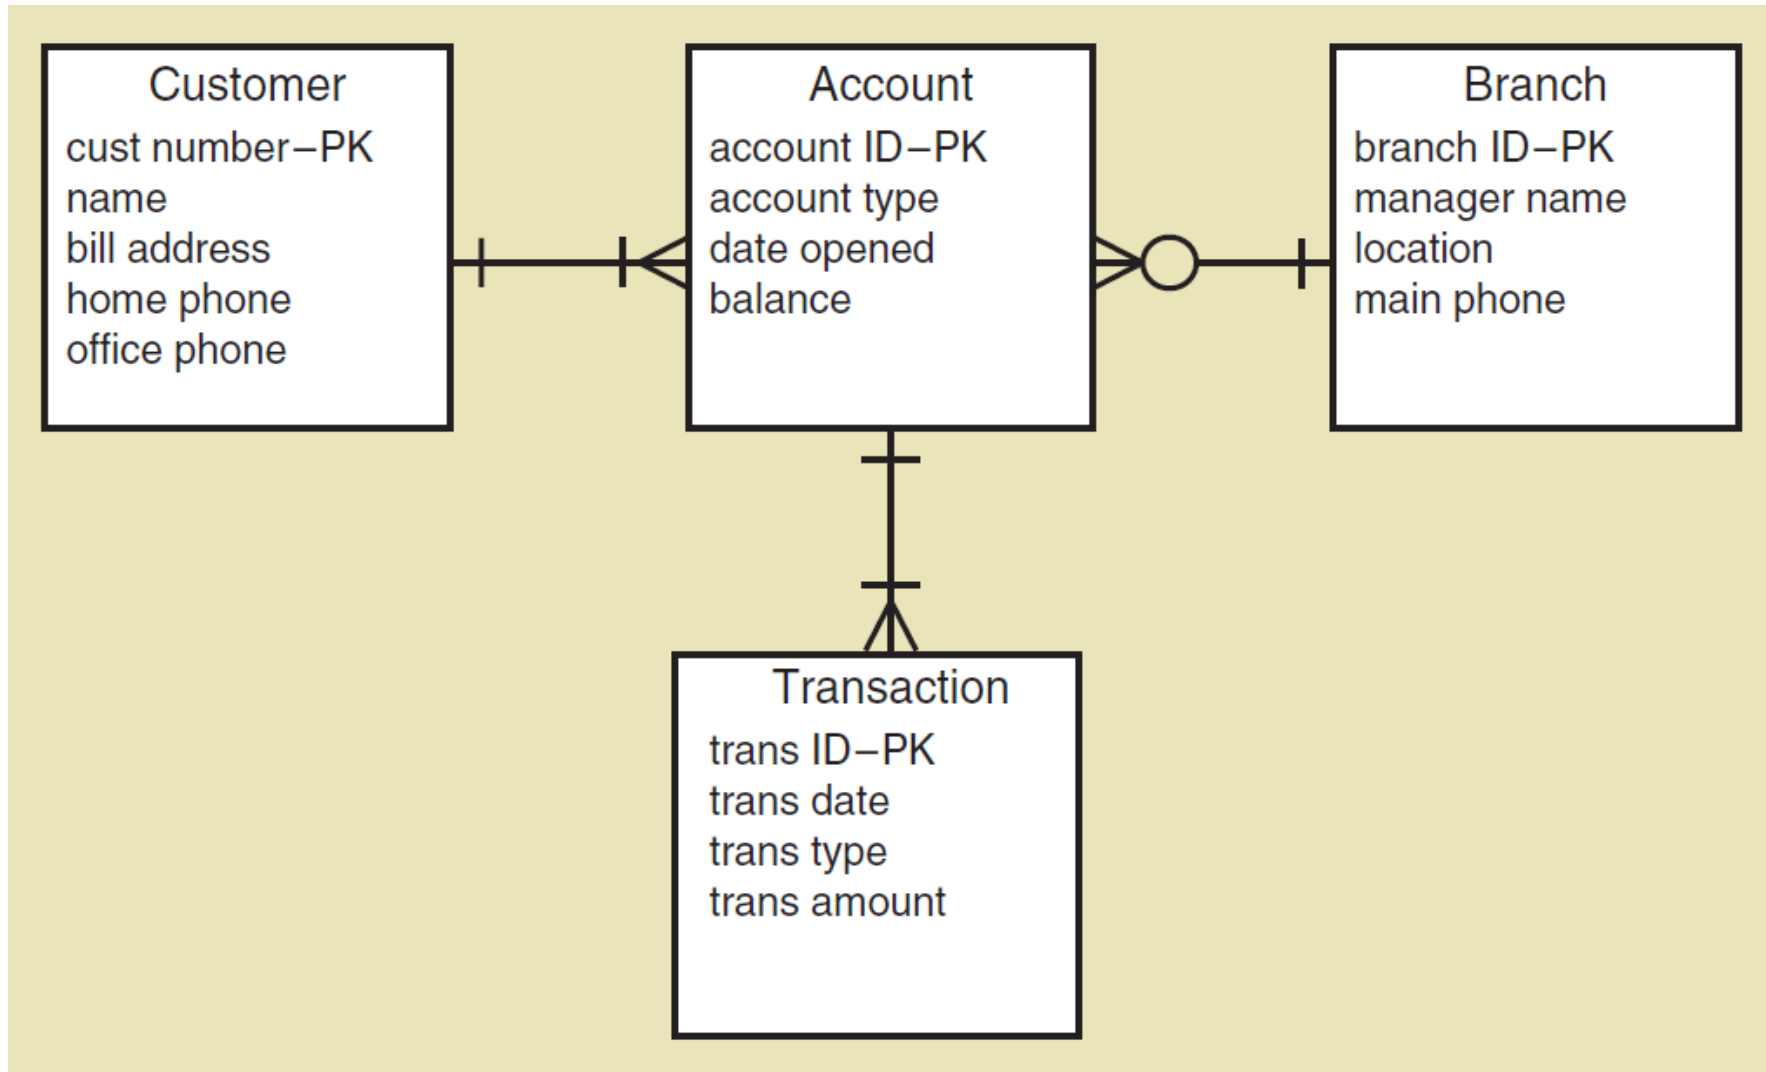 Customer
cust number–PK
name
bill address
home phone
office phone
Account
account ID–PK
account type
date opened
balance
Branch
branch ID–PK
manager name
location
main phone
Transaction
trans ID–PK
trans date
trans type
trans amount